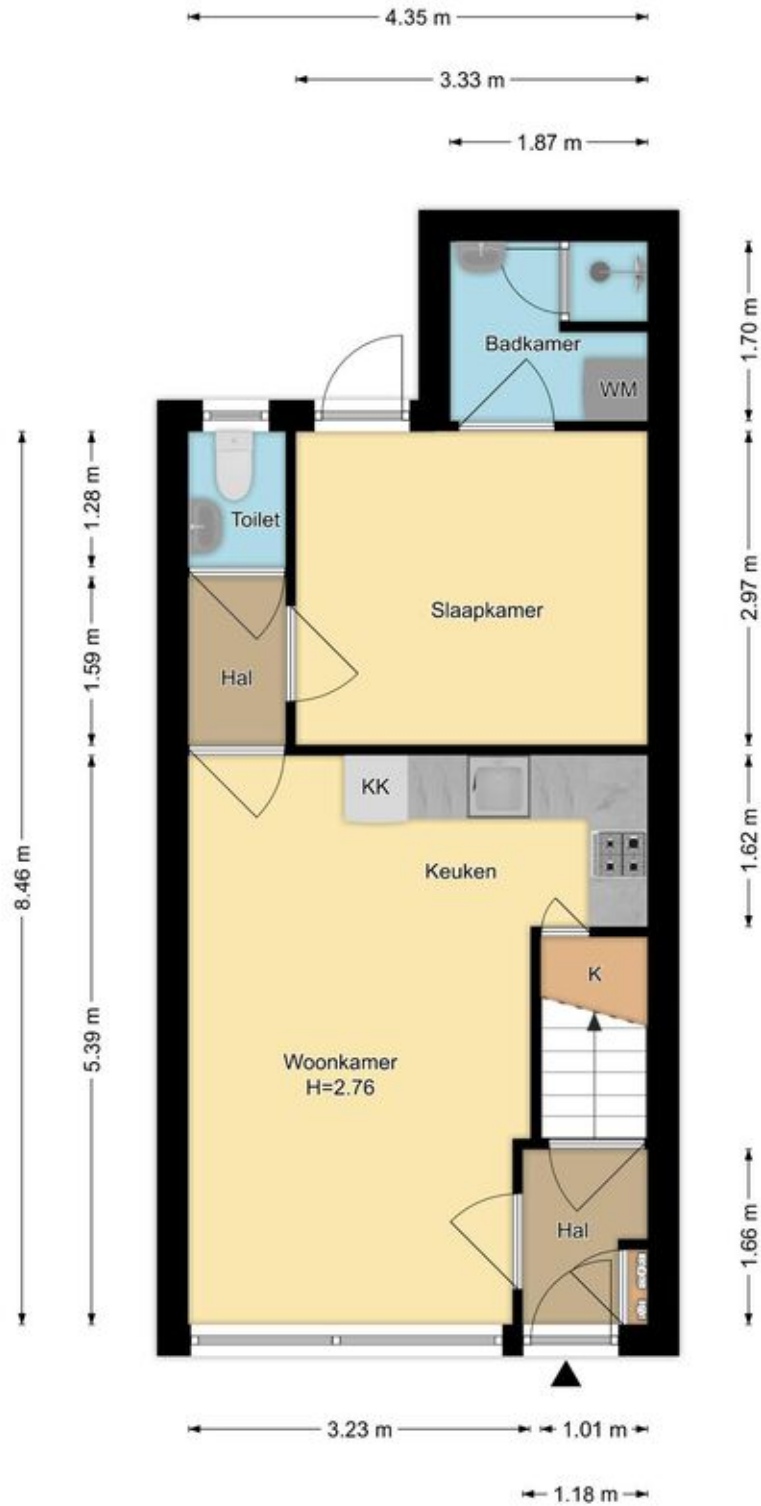 4.35 m
3.33 m
1.87 m
1.70 m
Badkamer
WM
1.28 m
Toilet
2.97 m
Slaapkamer
1.59 m
Hal
KK
1.62 m
Keuken
8.46 m
K
5.39 m
Woonkamer
H=2.76
1.66 m
Hal
3.23 m
1.01 m
1.18 m